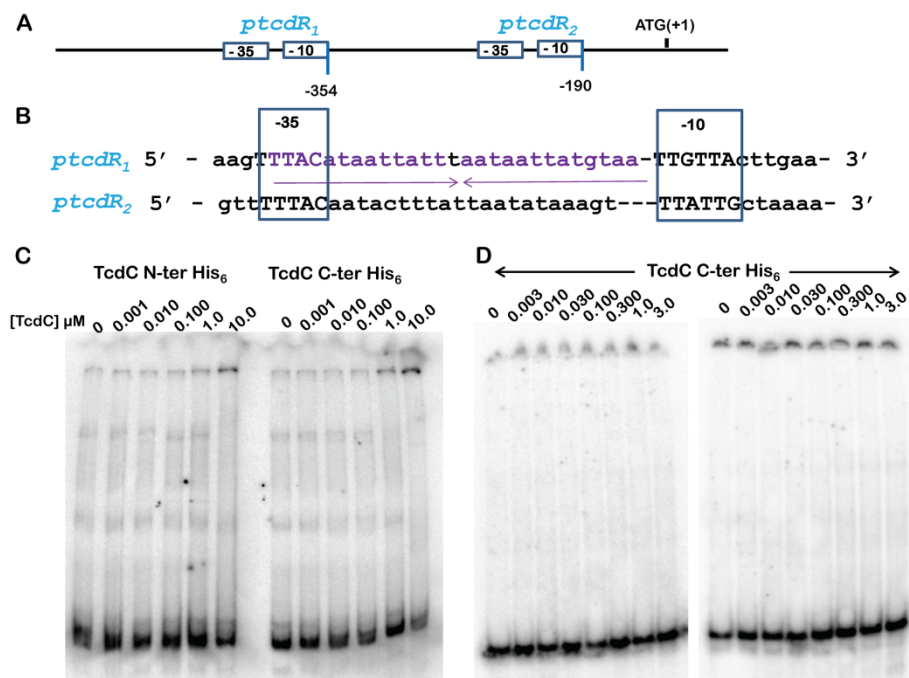 A
ptcdR1 ptcdR2
-35 -10 -35 -10 ATG(+1)
-354 -190
B
-35 -10
ptcdR1 5′ - aagTTTACataattatttaataattatgtaa-TTGTTActtgaa- 3′
ptcdR2 5′ - gttTTTACaatactttattaatataaagt---TTATTGctaaaa- 3′
C
TcdC N-ter His6 TcdC C-ter His6
[TcdC] µM 0 0.001 0.010 0.100 1.0 10.0 0 0.001 0.010 0.100 1.0 10.0
D
TcdC C-ter His6
0 0.003 0.010 0.030 0.100 0.300 1.0 3.0 0 0.003 0.010 0.030 0.100 0.300 1.0 3.0